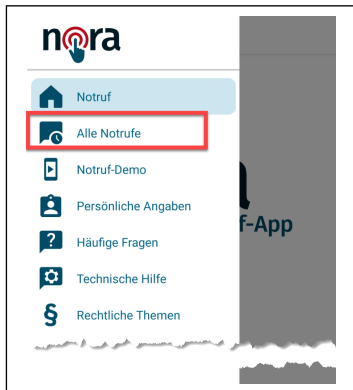 nora
Notruf
Alle Notrufe
Notruf-Demo
Persönliche Angaben
f-App
Häufige Fragen
Technische Hilfe
§ Rechtliche Themen